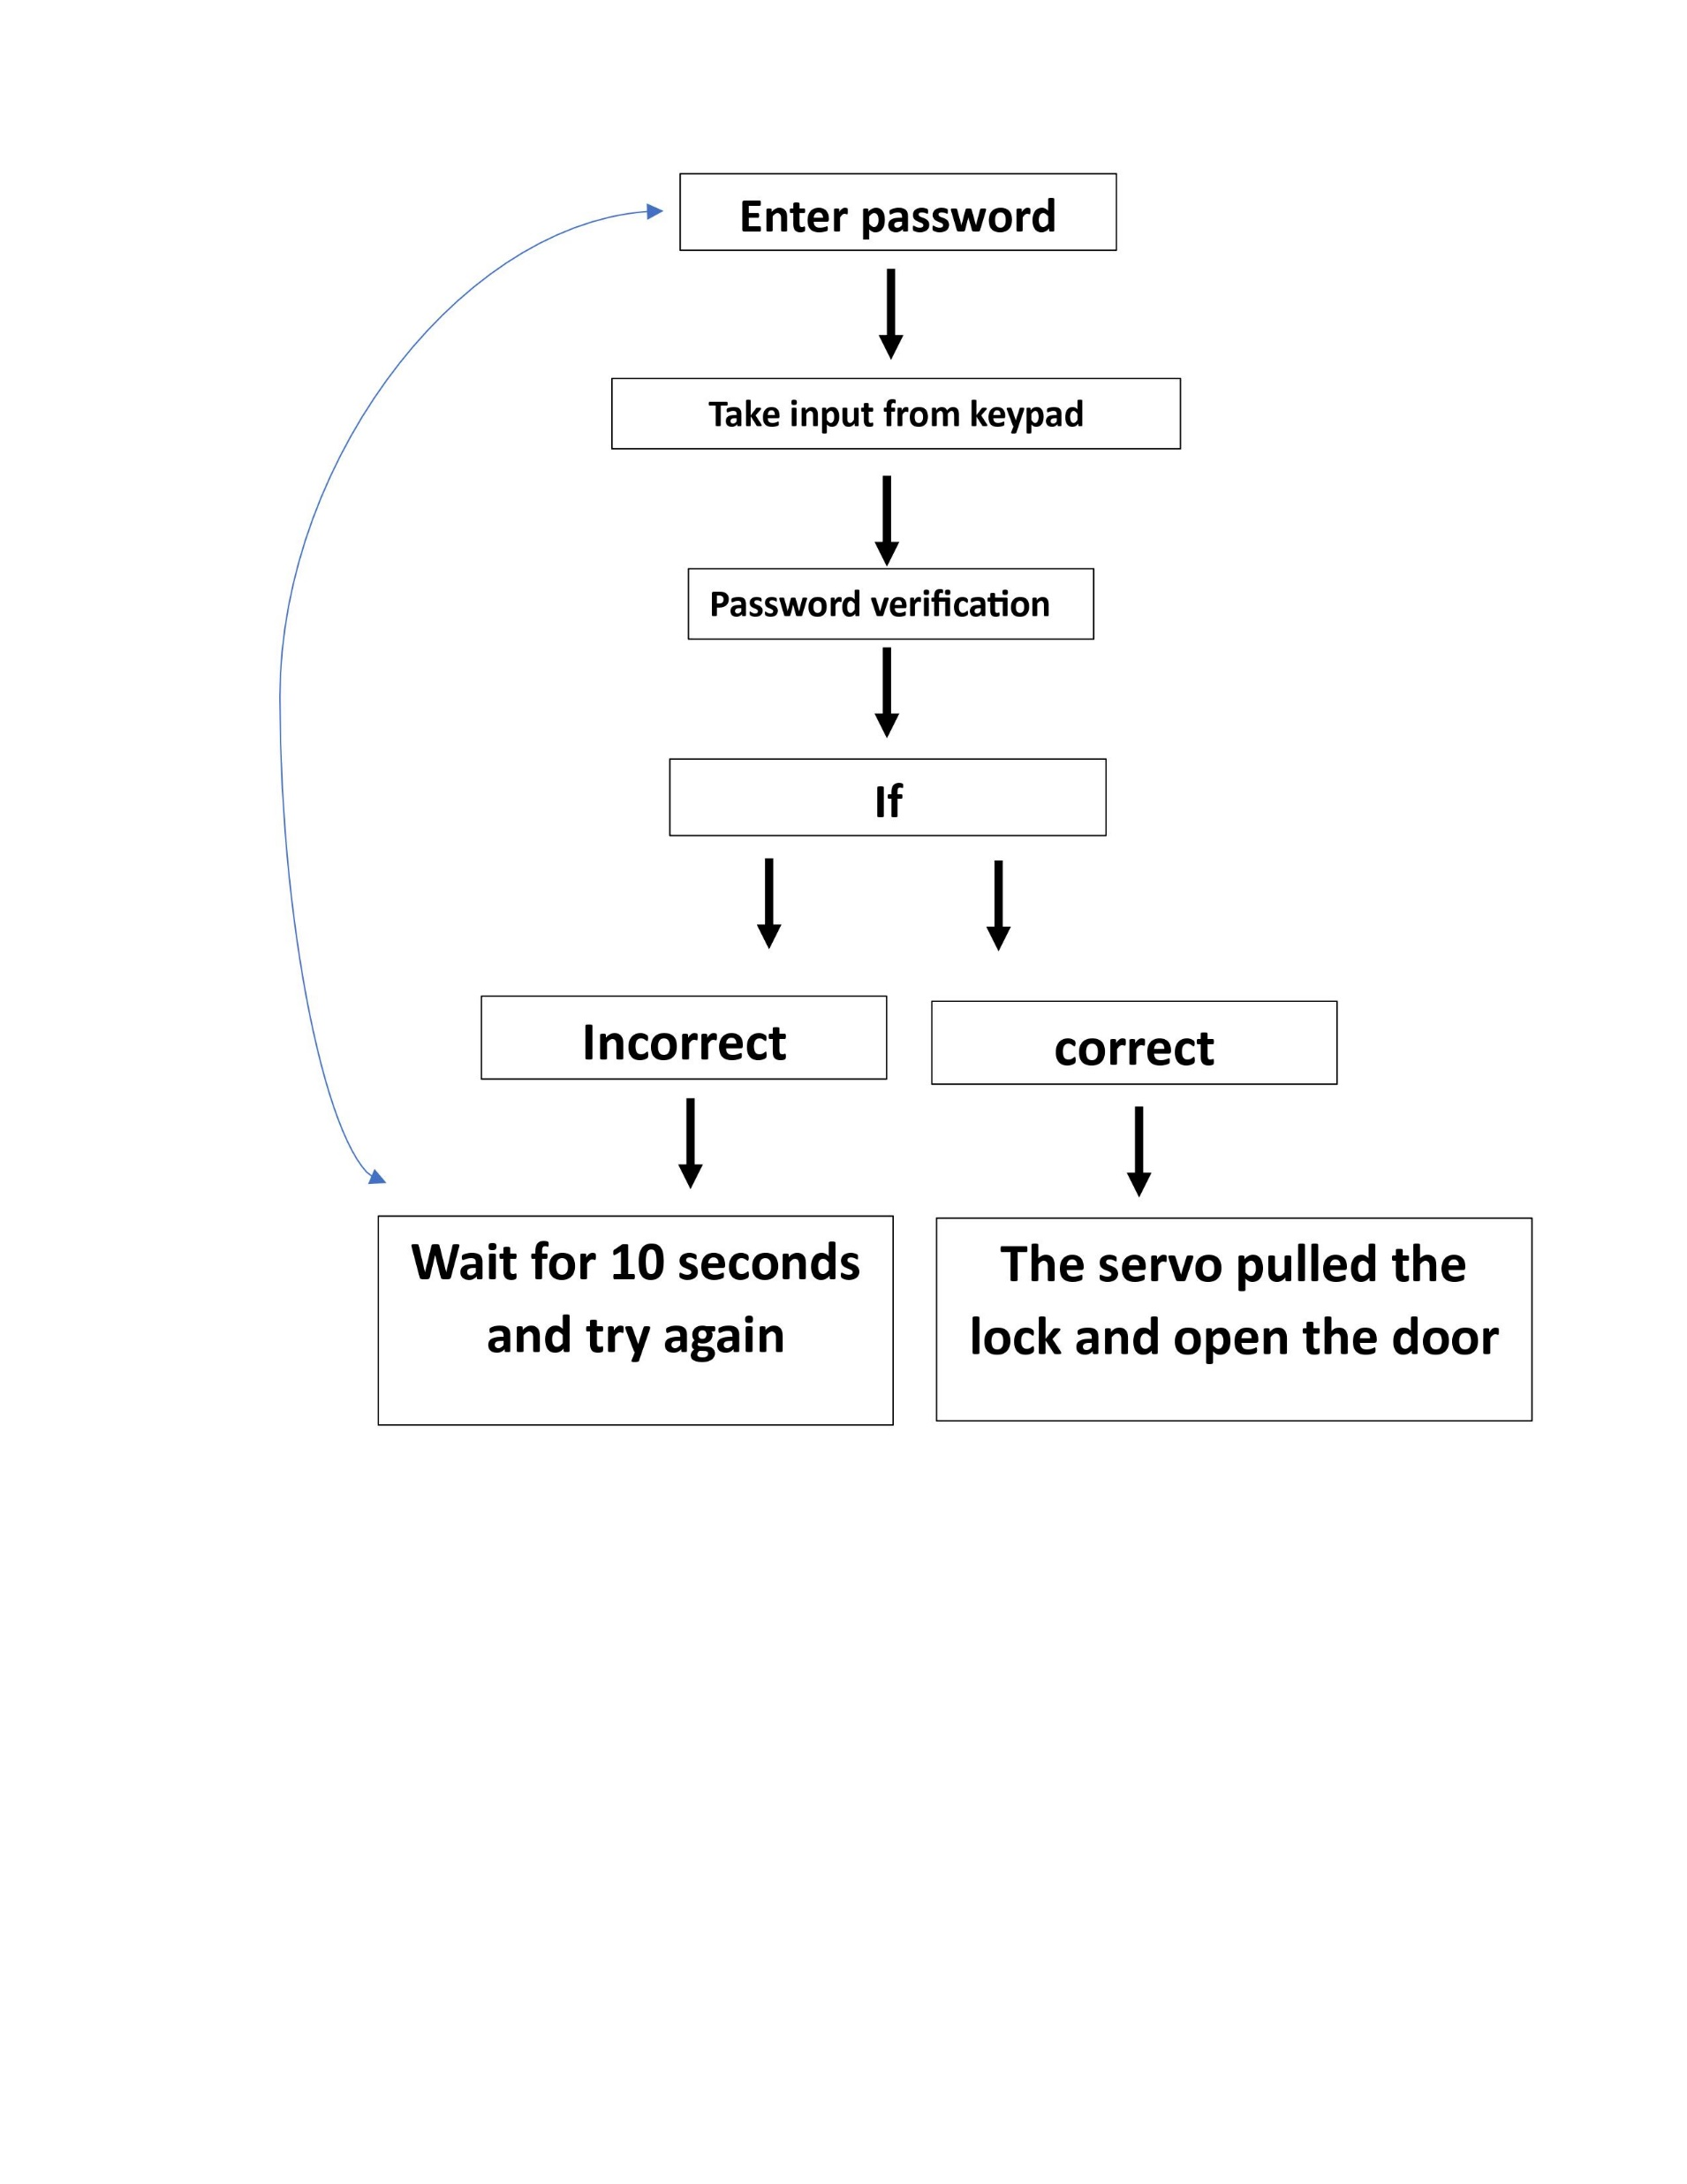 Enter password
Take input from keypad
Password verification
If
Incorrect
correct
Wait for 10 seconds
and try again
The servo pulled the
lock and open the door